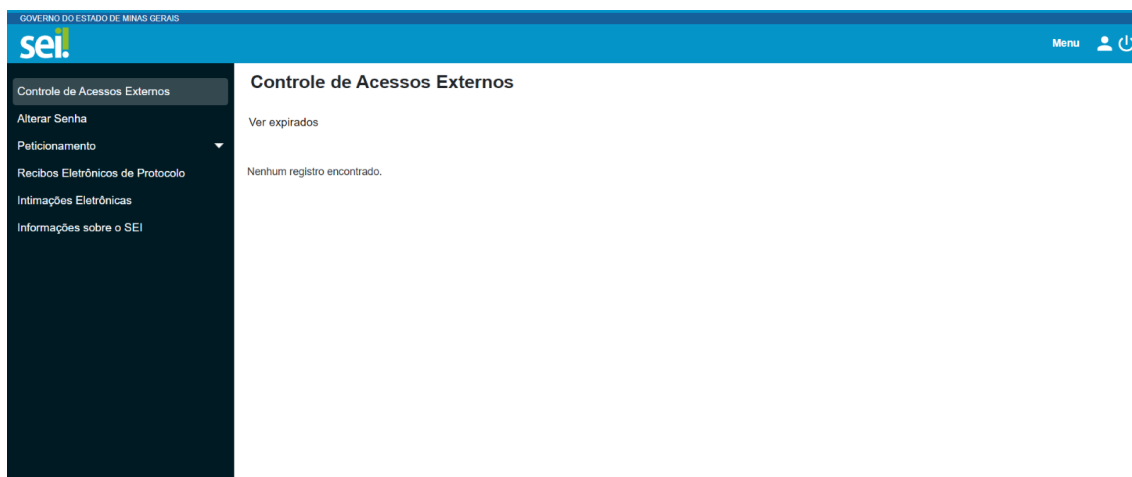 GOVERNO DO ESTADO DE MINAS GERAIS
sei!
Menu
Controle de Acessos Externos
Alterar Senha
Peticionamento
Recibos Eletrônicos de Protocolo
Intimações Eletrônicas
Informações sobre o SEI
Controle de Acessos Externos
Ver expirados
Nenhum registro encontrado.